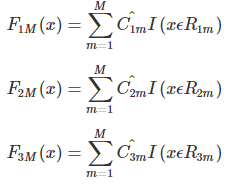 $F_{1M}(x) = \sum_{m=1}^{M} \hat{C_{1m}} I(x \epsilon R_{1m})$
$F_{2M}(x) = \sum_{m=1}^{M} \hat{C_{2m}} I(x \epsilon R_{2m})$
$F_{3M}(x) = \sum_{m=1}^{M} \hat{C_{3m}} I(x \epsilon R_{3m})$